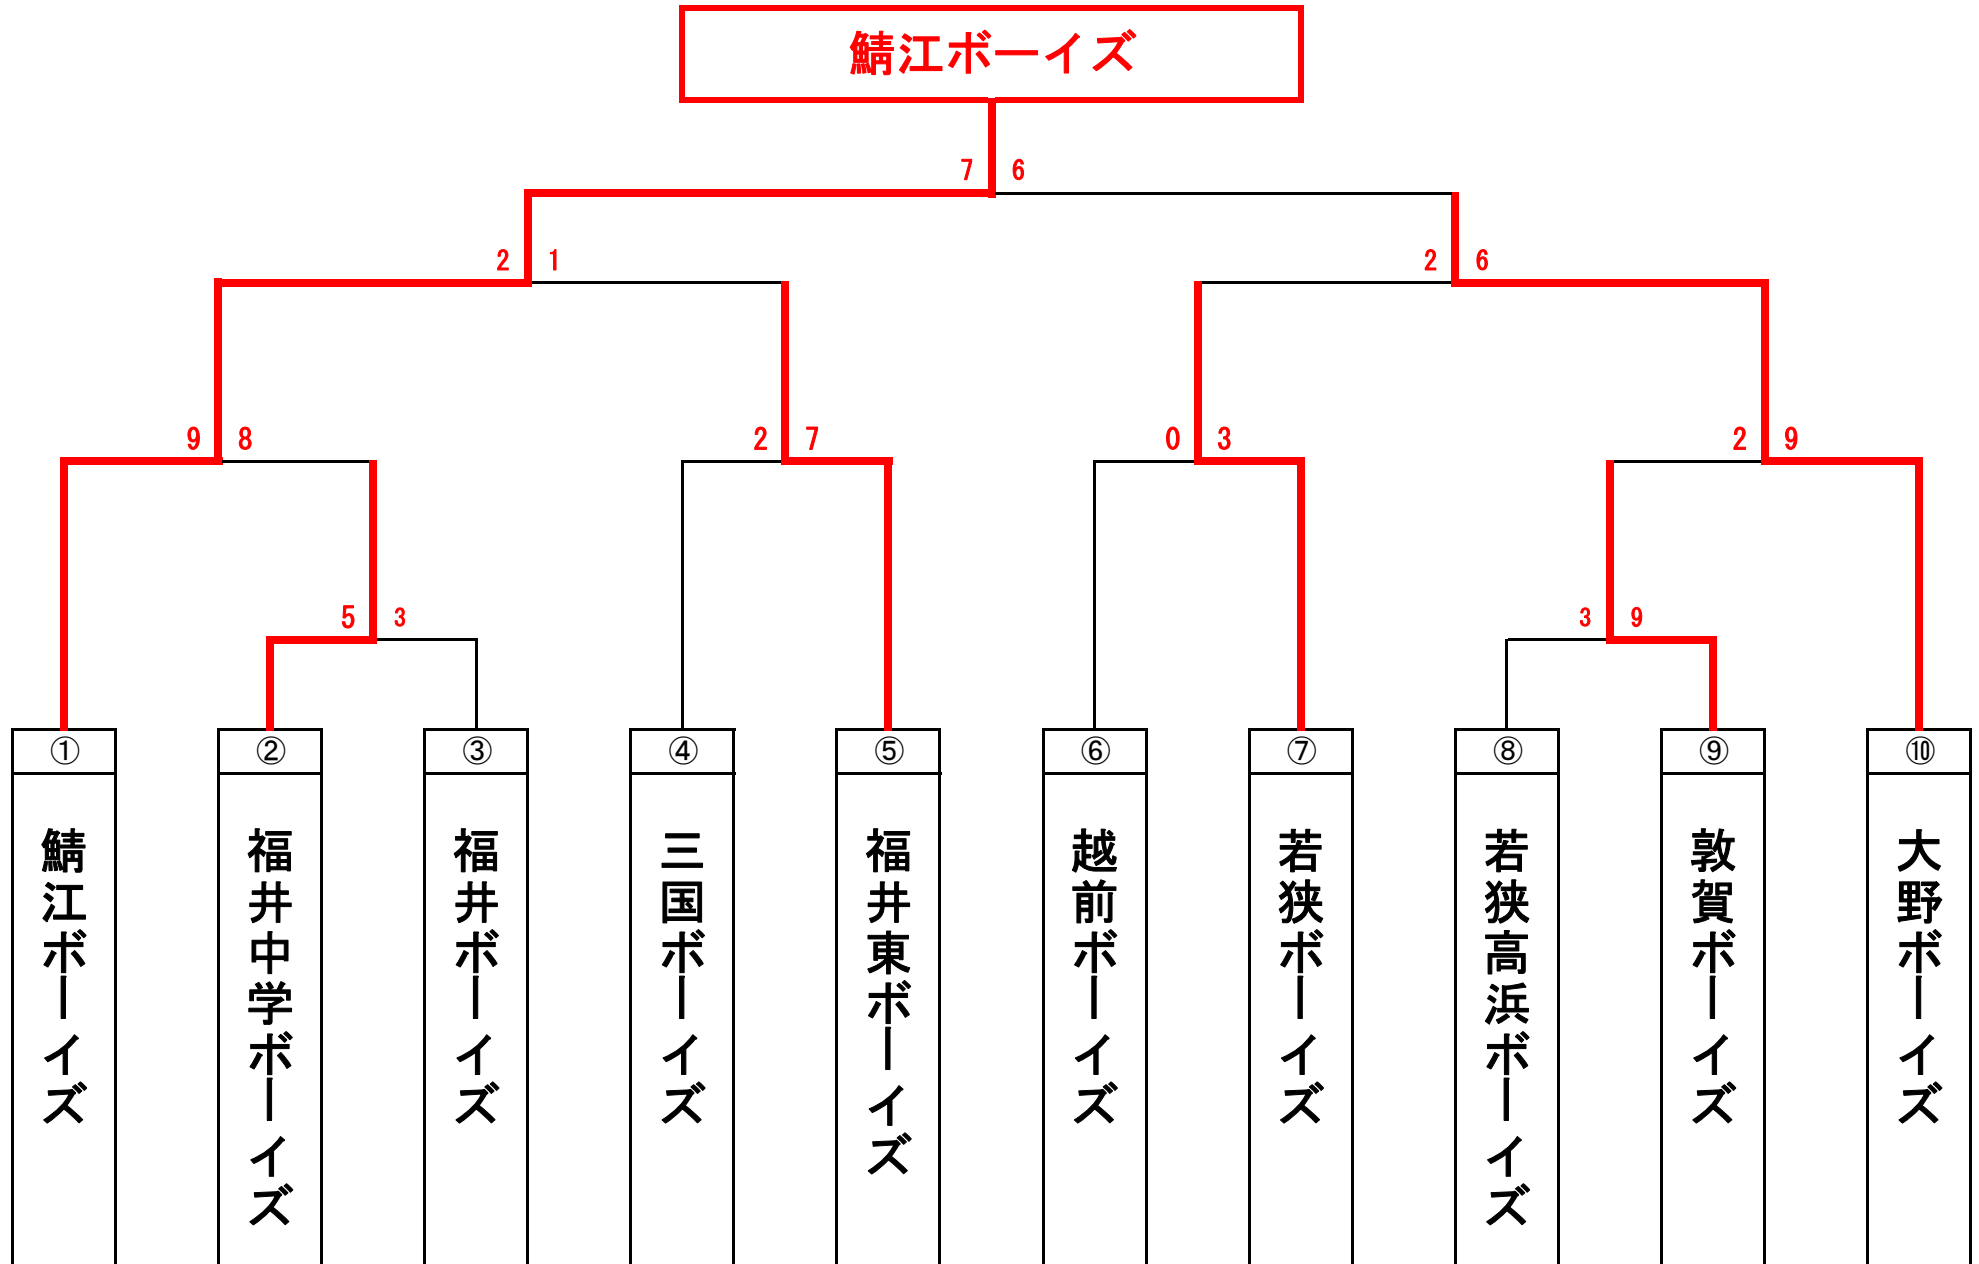 鯖江ボーイズ
7 6
2 1 2 6
9 8 2 7 0 3 2 9
5 3 3 9
① ② ③ ④ ⑤ ⑥ ⑦ ⑧ ⑨ ⑩
鯖江ボーイズ
福井中学ボーイズ
福井ボーイズ
三国ボーイズ
福井東ボーイズ
越前ボーイズ
若狭ボーイズ
若狭高浜ボーイズ
敦賀ボーイズ
大野ボーイズ